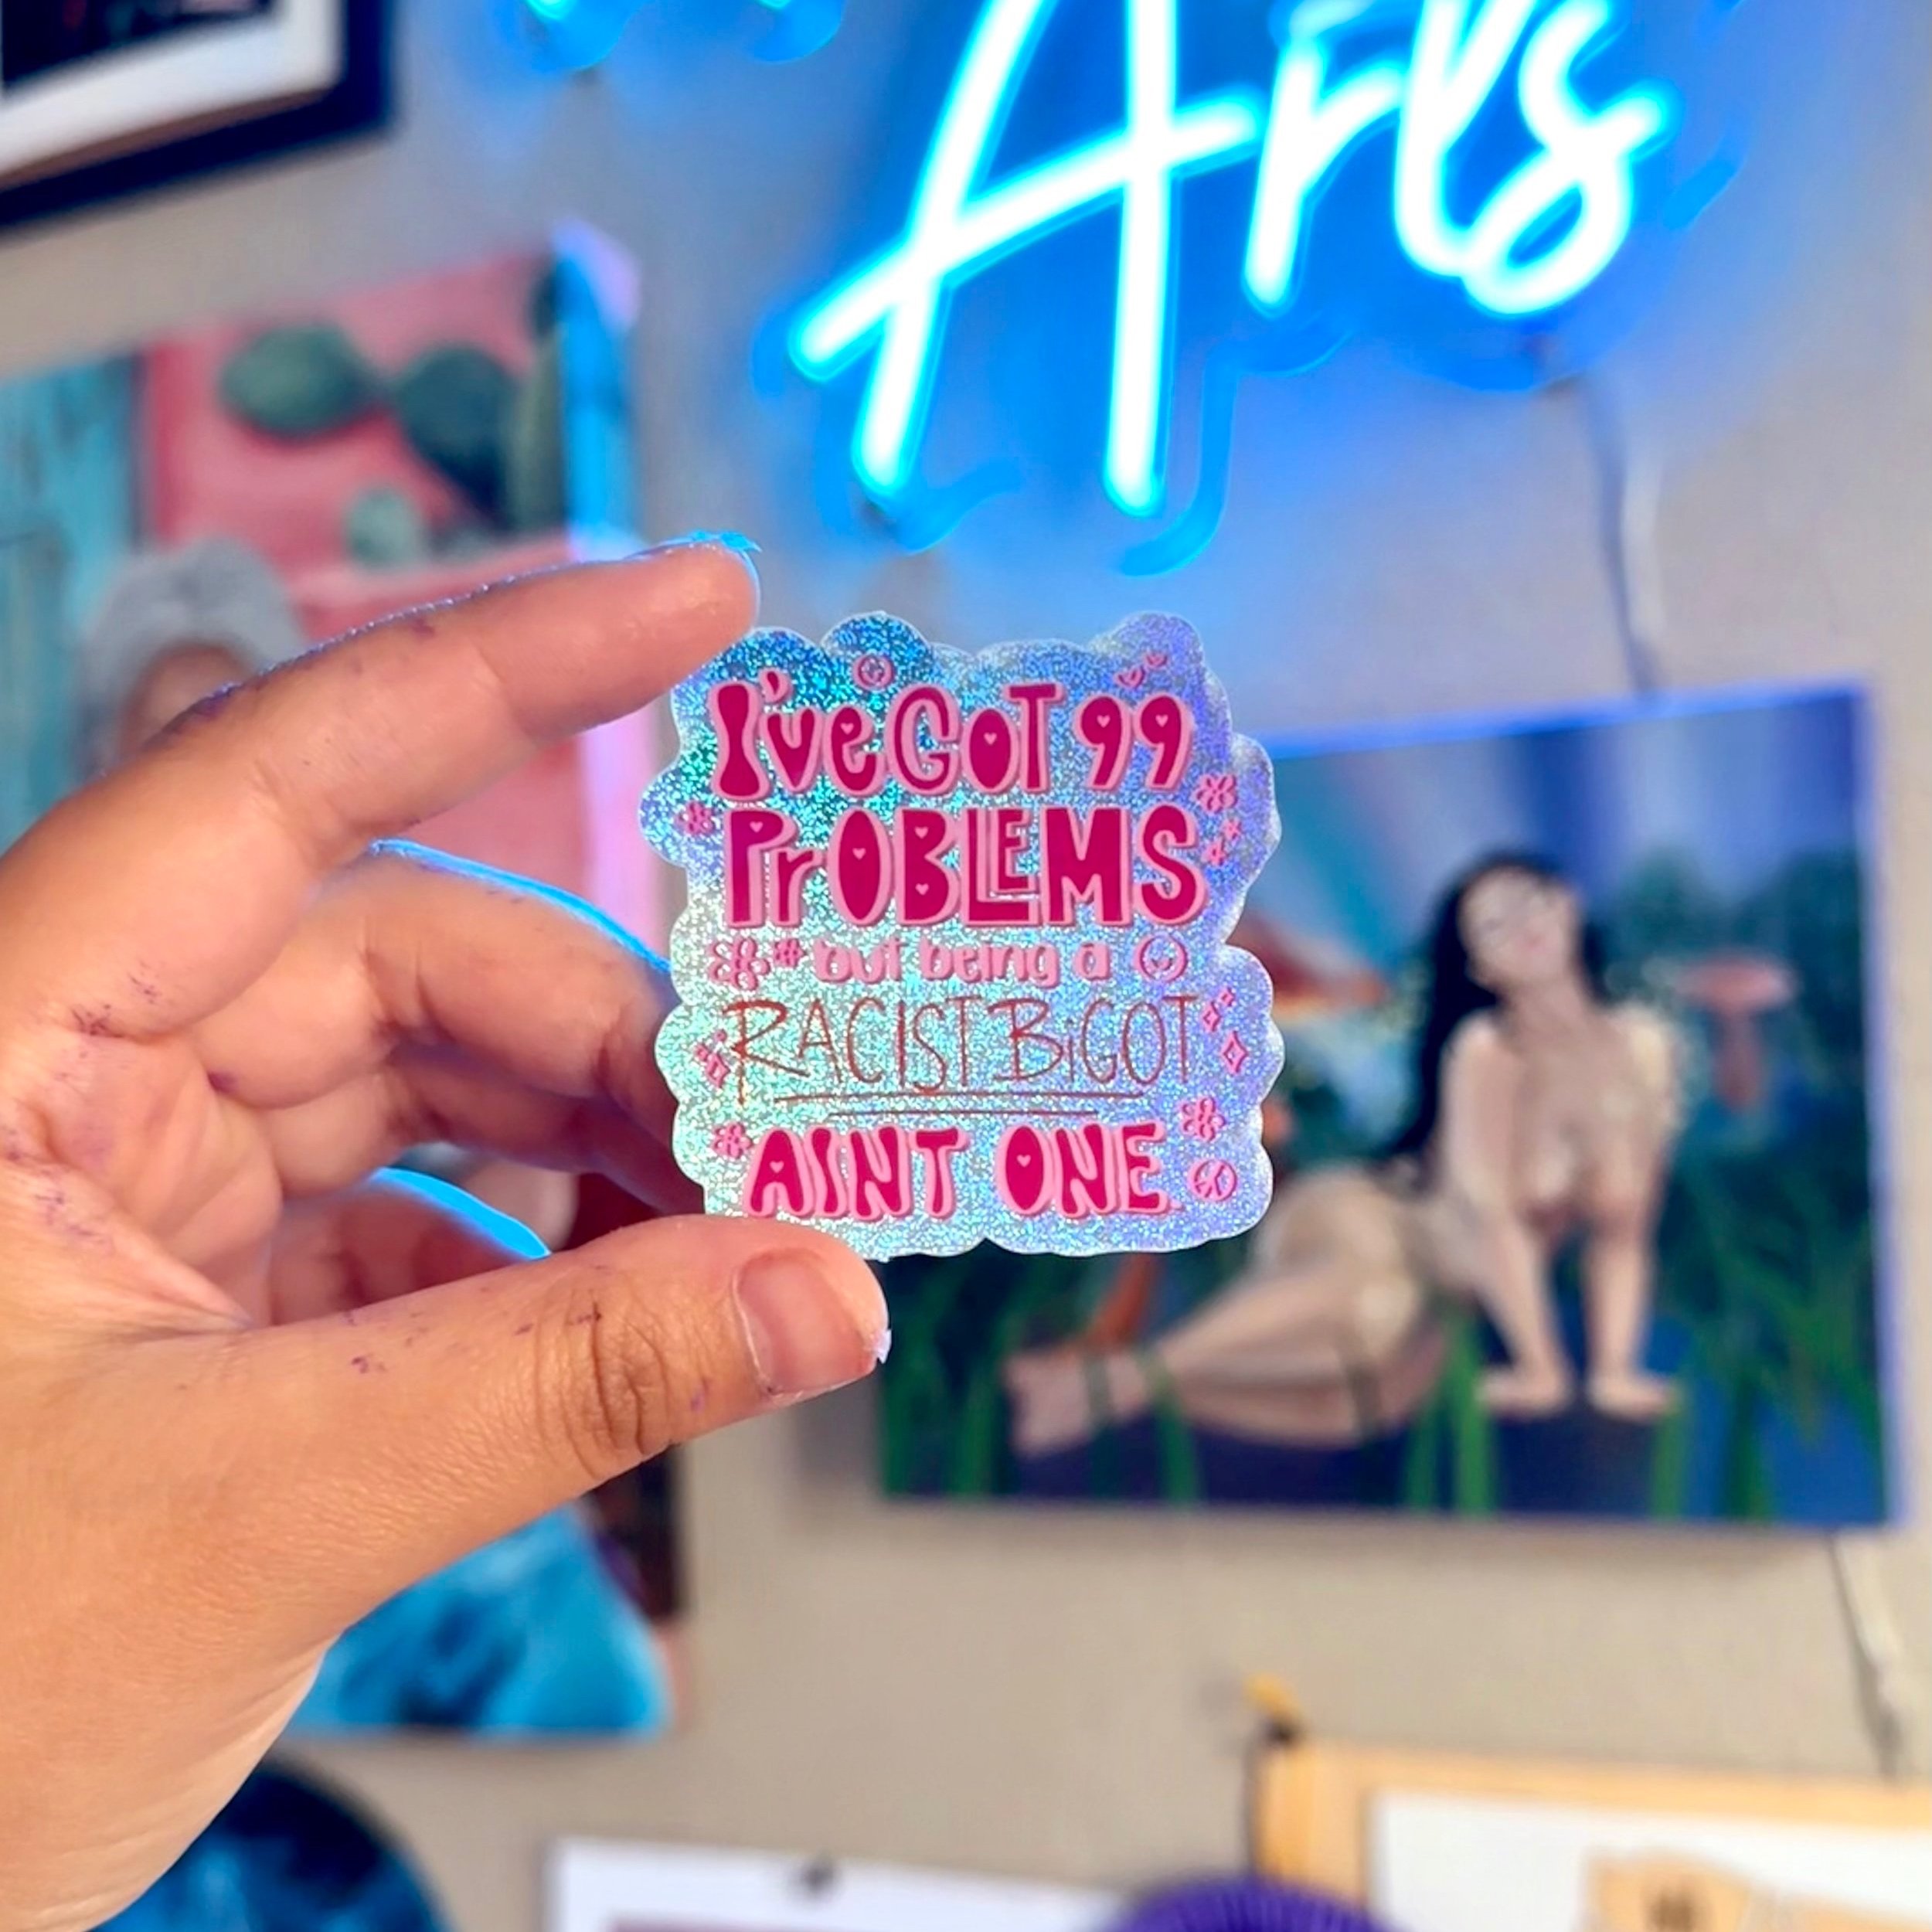 Arts
I've GOT 99
PrOBLEMS
but being a
RACIST BiGOT
AINT ONE